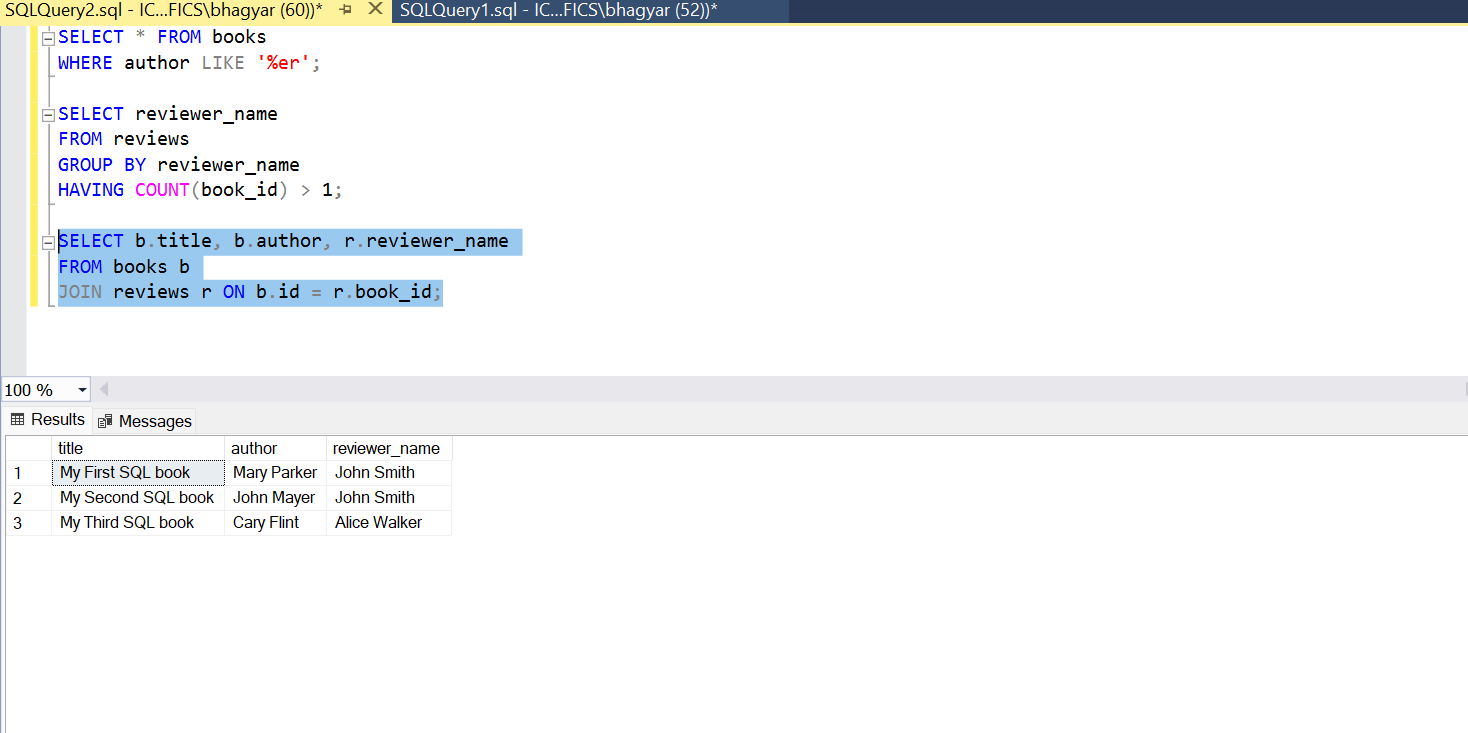 SQLQuery2.sql - IC...FICS\bhagyar (60))* SQLQuery1.sql - IC...FICS\bhagyar (52))*
SELECT * FROM books
WHERE author LIKE '%er';
SELECT reviewer_name
FROM reviews
GROUP BY reviewer_name
HAVING COUNT(book_id) > 1;
SELECT b.title, b.author, r.reviewer_name
FROM books b
JOIN reviews r ON b.id = r.book_id;
100 %
Results Messages
title author reviewer_name
1 My First SQL book Mary Parker John Smith
2 My Second SQL book John Mayer John Smith
3 My Third SQL book Cary Flint Alice Walker